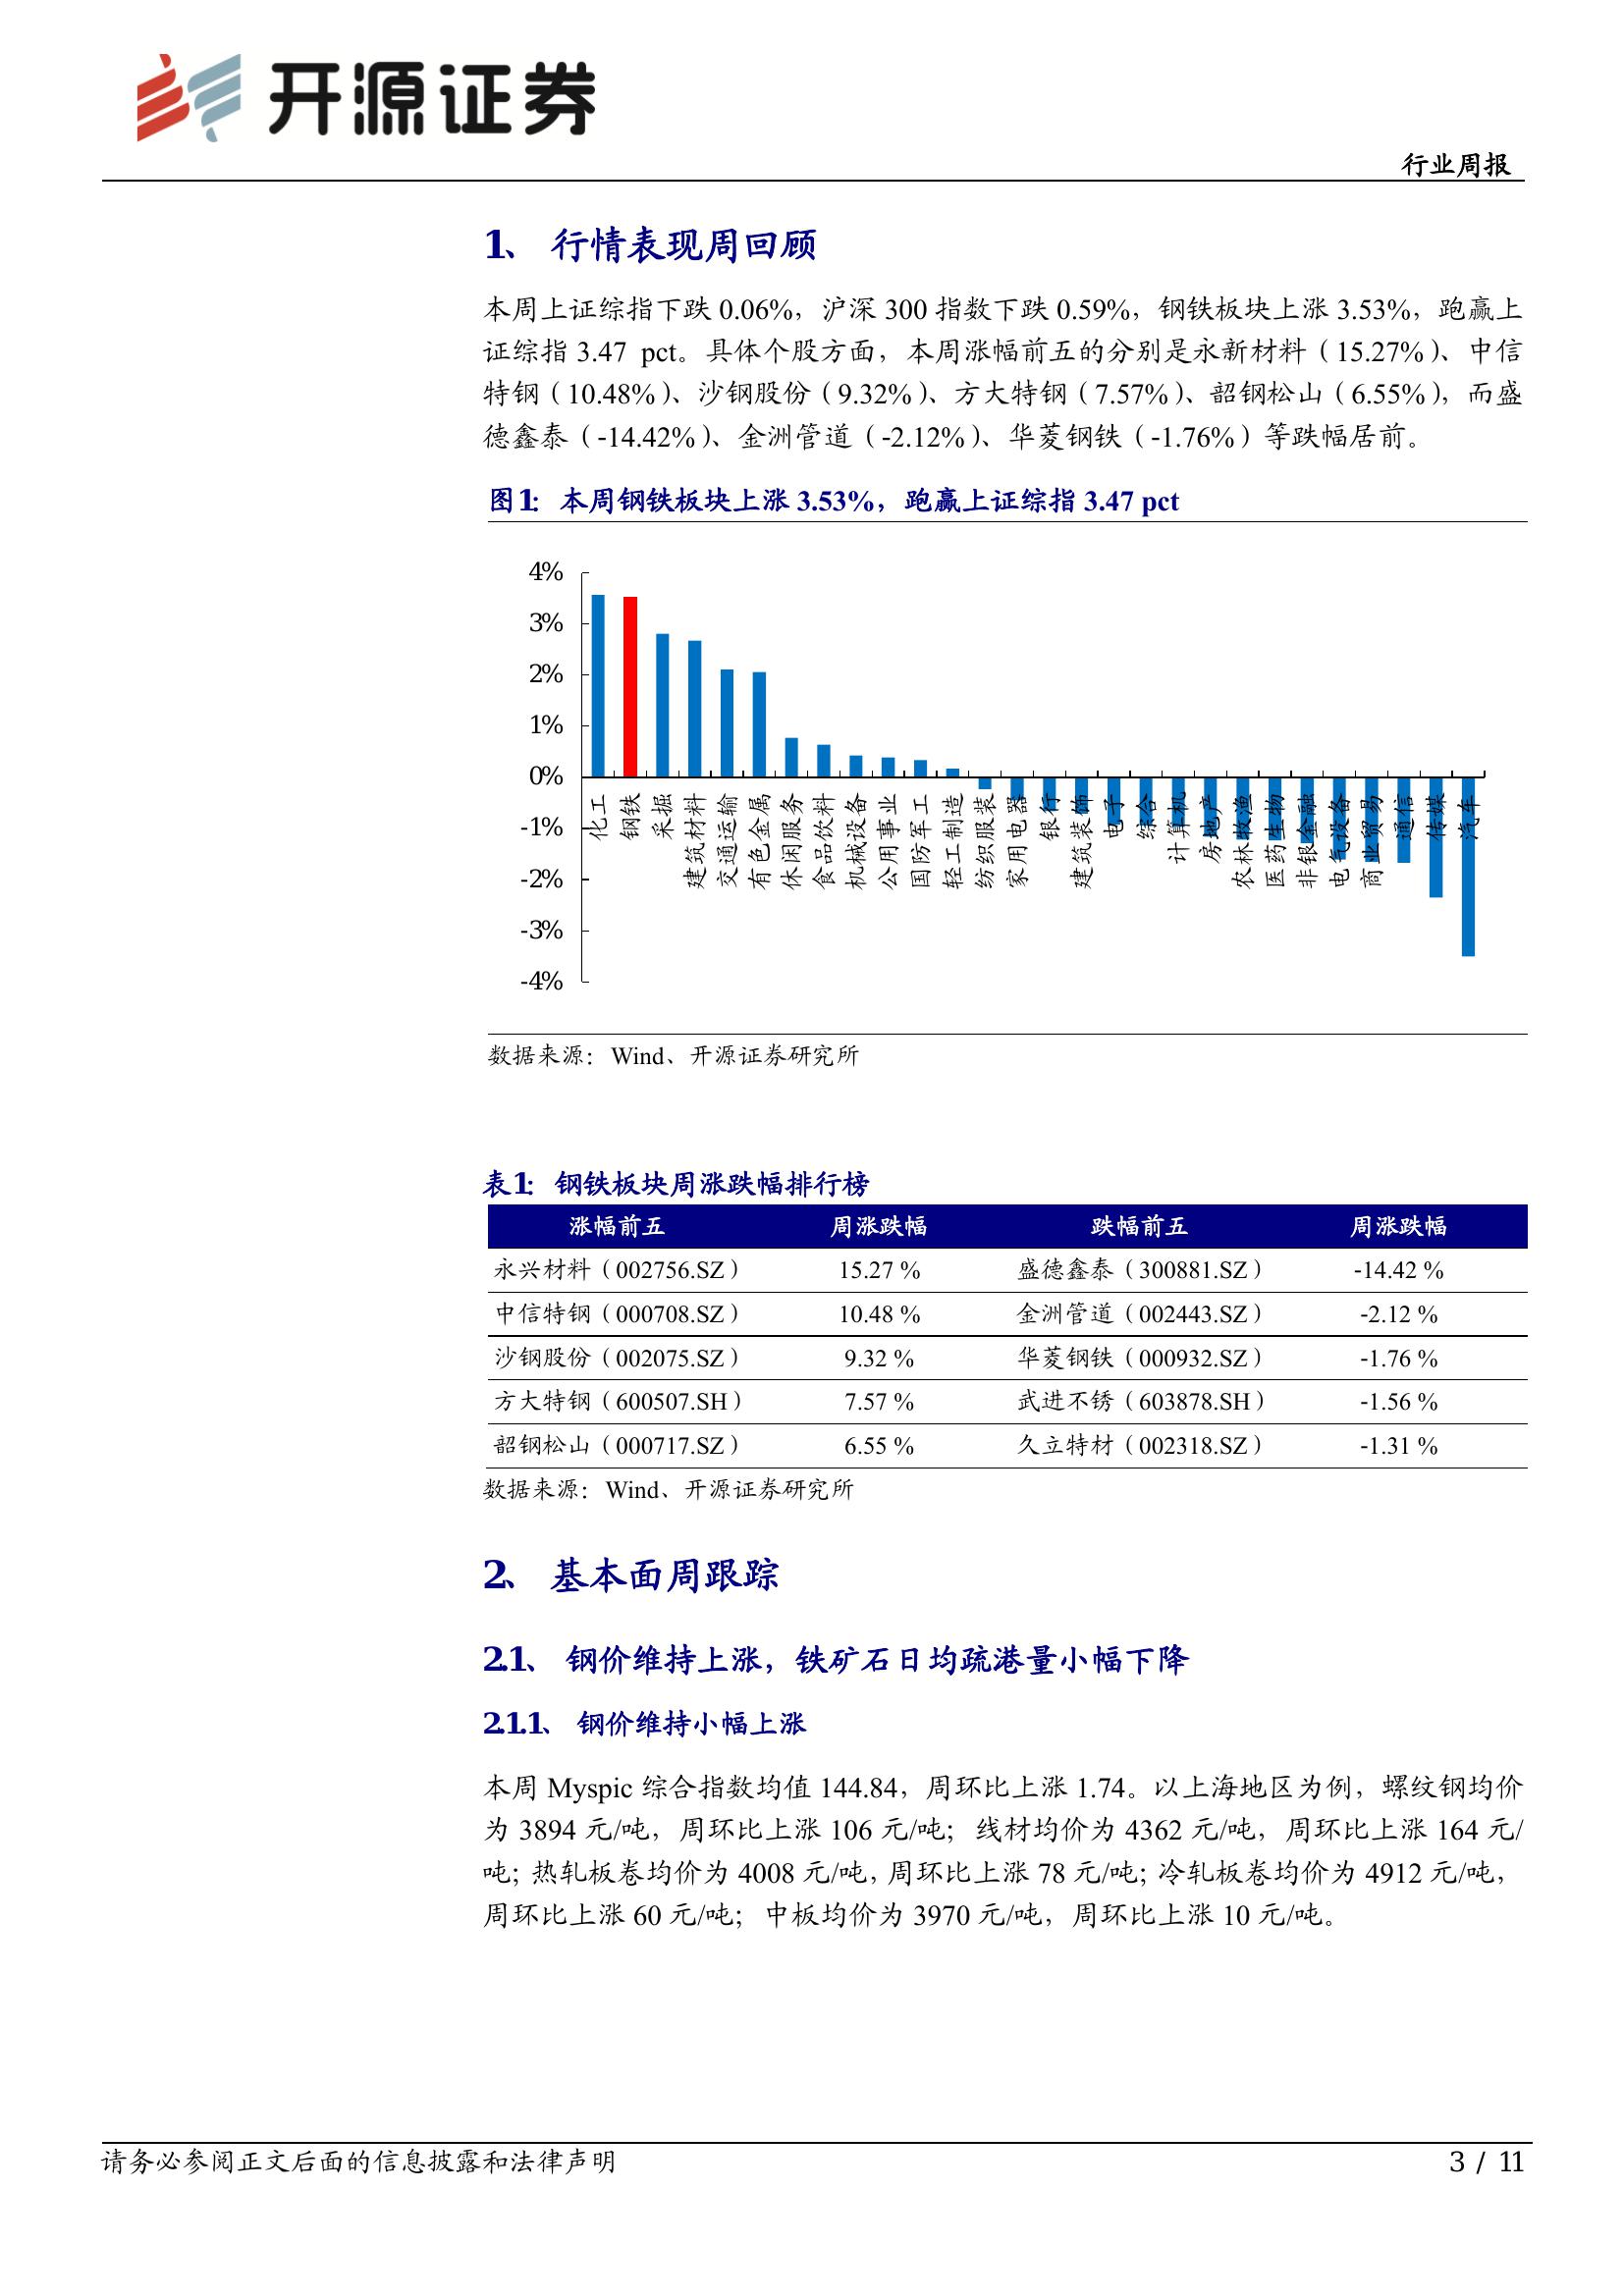 开源证券
行业周报
1、 行情表现周回顾
本周上证综指下跌 0.06%，沪深 300 指数下跌 0.59%，钢铁板块上涨 3.53%，跑赢上
证综指 3.47 pct。具体个股方面，本周涨幅前五的分别是永新材料（15.27%）、中信
特钢（10.48%）、沙钢股份（9.32%）、方大特钢（7.57%）、韶钢松山（6.55%），而盛
德鑫泰（-14.42%）、金洲管道（-2.12%）、华菱钢铁（-1.76%）等跌幅居前。
图1： 本周钢铁板块上涨 3.53%，跑赢上证综指 3.47 pct
4%
3%
2%
1%
0%
-1%
-2%
-3%
-4%
化工
钢铁
采掘
建筑材料
交通运输
有色金属
休闲服务
食品饮料
机械设备
公用事业
国防军工
轻工制造
纺织服装
家用电器
银行
建筑装饰
电子
综合
计算机
房地产
农林牧渔
医药生物
非银金融
电气设备
商业贸易
通信
传媒
汽车
数据来源：Wind、开源证券研究所
表1： 钢铁板块周涨跌幅排行榜
涨幅前五 周涨跌幅 跌幅前五 周涨跌幅
永兴材料（002756.SZ） 15.27 % 盛德鑫泰（300881.SZ） -14.42 %
中信特钢（000708.SZ） 10.48 % 金洲管道（002443.SZ） -2.12 %
沙钢股份（002075.SZ） 9.32 % 华菱钢铁（000932.SZ） -1.76 %
方大特钢（600507.SH） 7.57 % 武进不锈（603878.SH） -1.56 %
韶钢松山（000717.SZ） 6.55 % 久立特材（002318.SZ） -1.31 %
数据来源：Wind、开源证券研究所
2、 基本面周跟踪
2.1、 钢价维持上涨，铁矿石日均疏港量小幅下降
2.1.1、 钢价维持小幅上涨
本周 Myspic 综合指数均值 144.84，周环比上涨 1.74。以上海地区为例，螺纹钢均价
为 3894 元/吨，周环比上涨 106 元/吨；线材均价为 4362 元/吨，周环比上涨 164 元/
吨；热轧板卷均价为 4008 元/吨，周环比上涨 78 元/吨；冷轧板卷均价为 4912 元/吨，
周环比上涨 60 元/吨；中板均价为 3970 元/吨，周环比上涨 10 元/吨。
请务必参阅正文后面的信息披露和法律声明
3 / 11